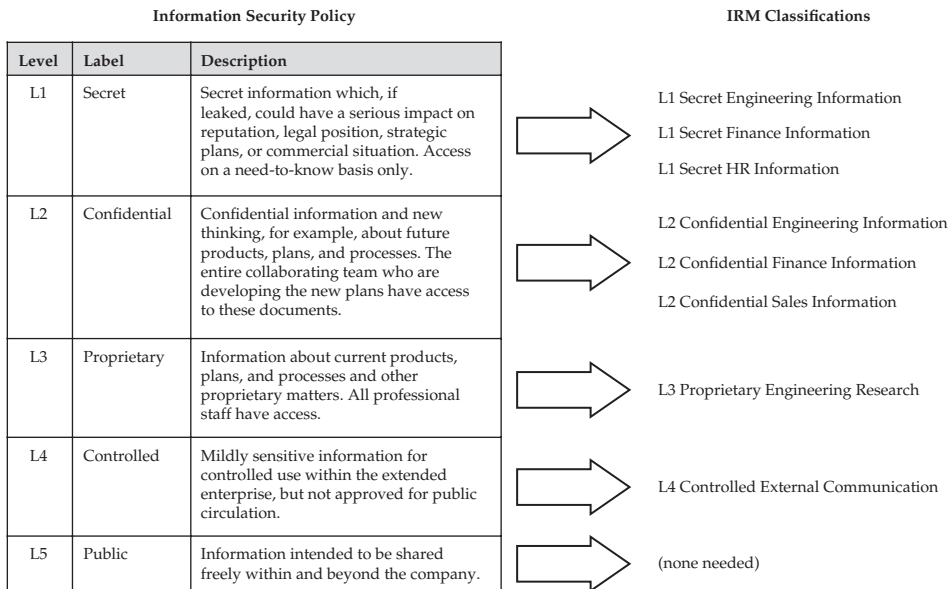 Information Security Policy
IRM Classifications
Level Label Description
L1 Secret Secret information which, if
leaked, could have a serious impact on
reputation, legal position, strategic
plans, or commercial situation. Access
on a need-to-know basis only.
L1 Secret Engineering Information
L1 Secret Finance Information
L1 Secret HR Information
L2 Confidential Confidential information and new
thinking, for example, about future
products, plans, and processes. The
entire collaborating team who are
developing the new plans have access
to these documents.
L2 Confidential Engineering Information
L2 Confidential Finance Information
L2 Confidential Sales Information
L3 Proprietary Information about current products,
plans, and processes and other
proprietary matters. All professional
staff have access.
L3 Proprietary Engineering Research
L4 Controlled Mildly sensitive information for
controlled use within the extended
enterprise, but not approved for public
circulation.
L4 Controlled External Communication
L5 Public Information intended to be shared
freely within and beyond the company.
(none needed)